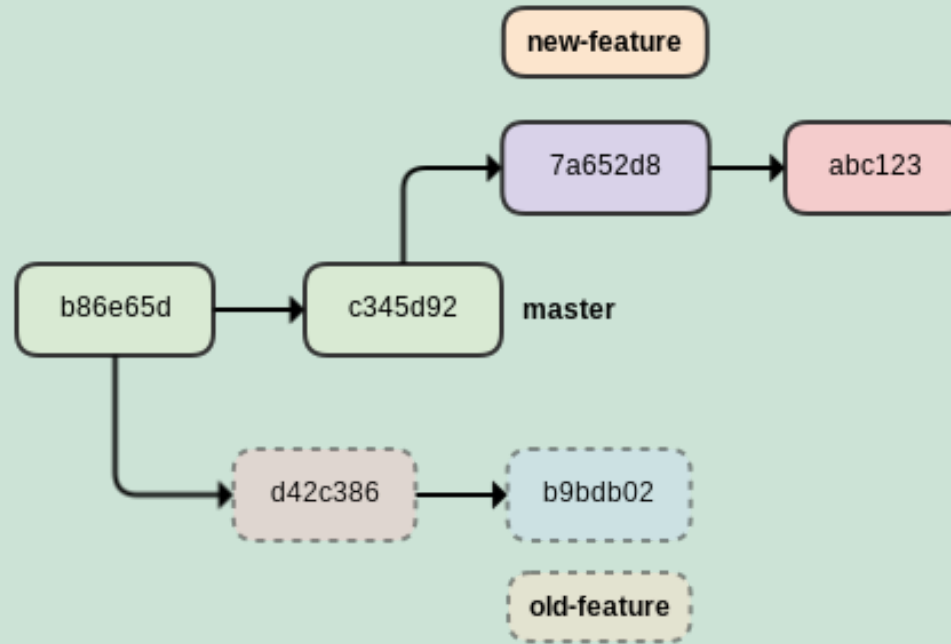 new-feature
7a652d8
abc123
b86e65d
c345d92
master
d42c386
b9bdb02
old-feature